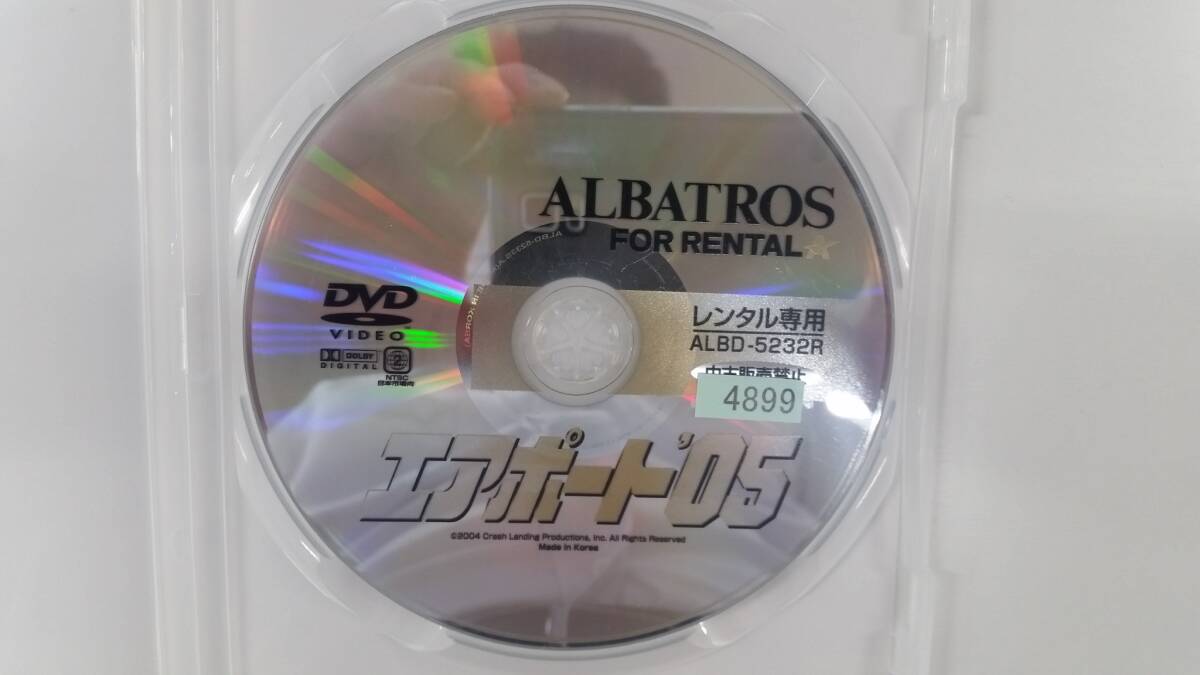 ALBATROS
FOR RENTAL
DVD
VIDEO
レンタル専用
ALBD-5232R
DOLBY
DIGITAL
2
NTSC
日本市場向
中古販売禁止
4899
エアポート'05
©2004 Crash Landing Productions, Inc. All Rights Reserved
Made in Korea